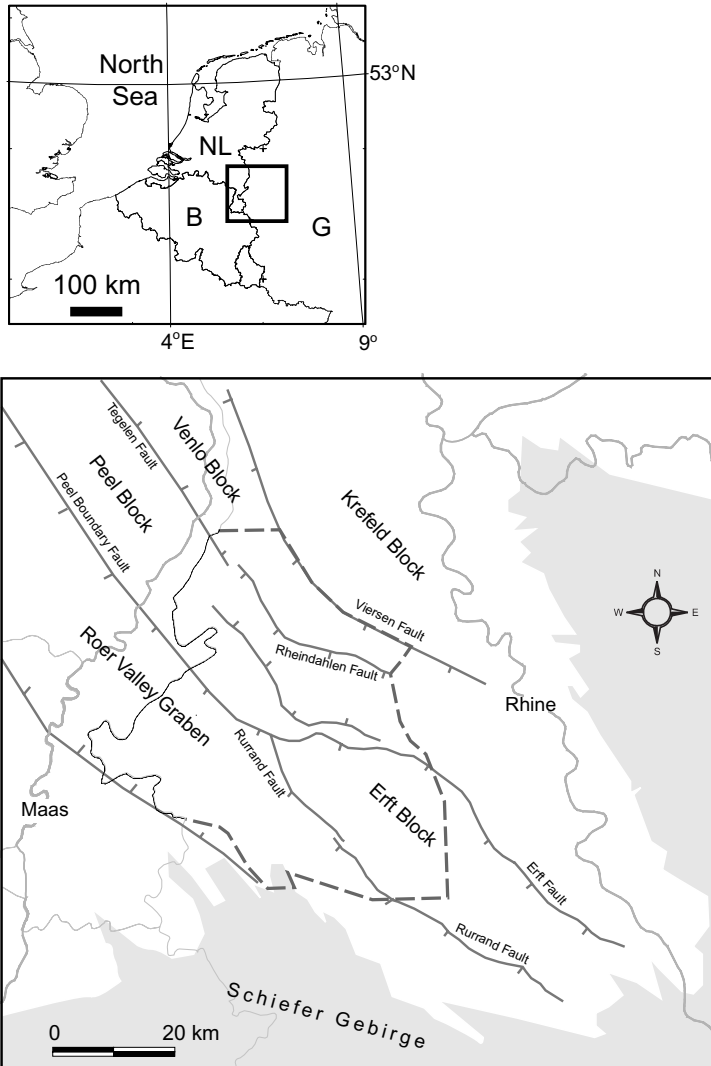 North
Sea
53°N
NL
B
G
100 km
4°E
9°
Tegelen Fault
Venlo Block
Peel Block
Peel Boundary Fault
Krefeld Block
N
W
E
S
Viersen Fault
Rheindahlen Fault
Roer Valley Graben
Rhine
Rurrand Fault
Erft Block
Maas
Erft Fault
Rurrand Fault
Schiefer Gebirge
0
20 km